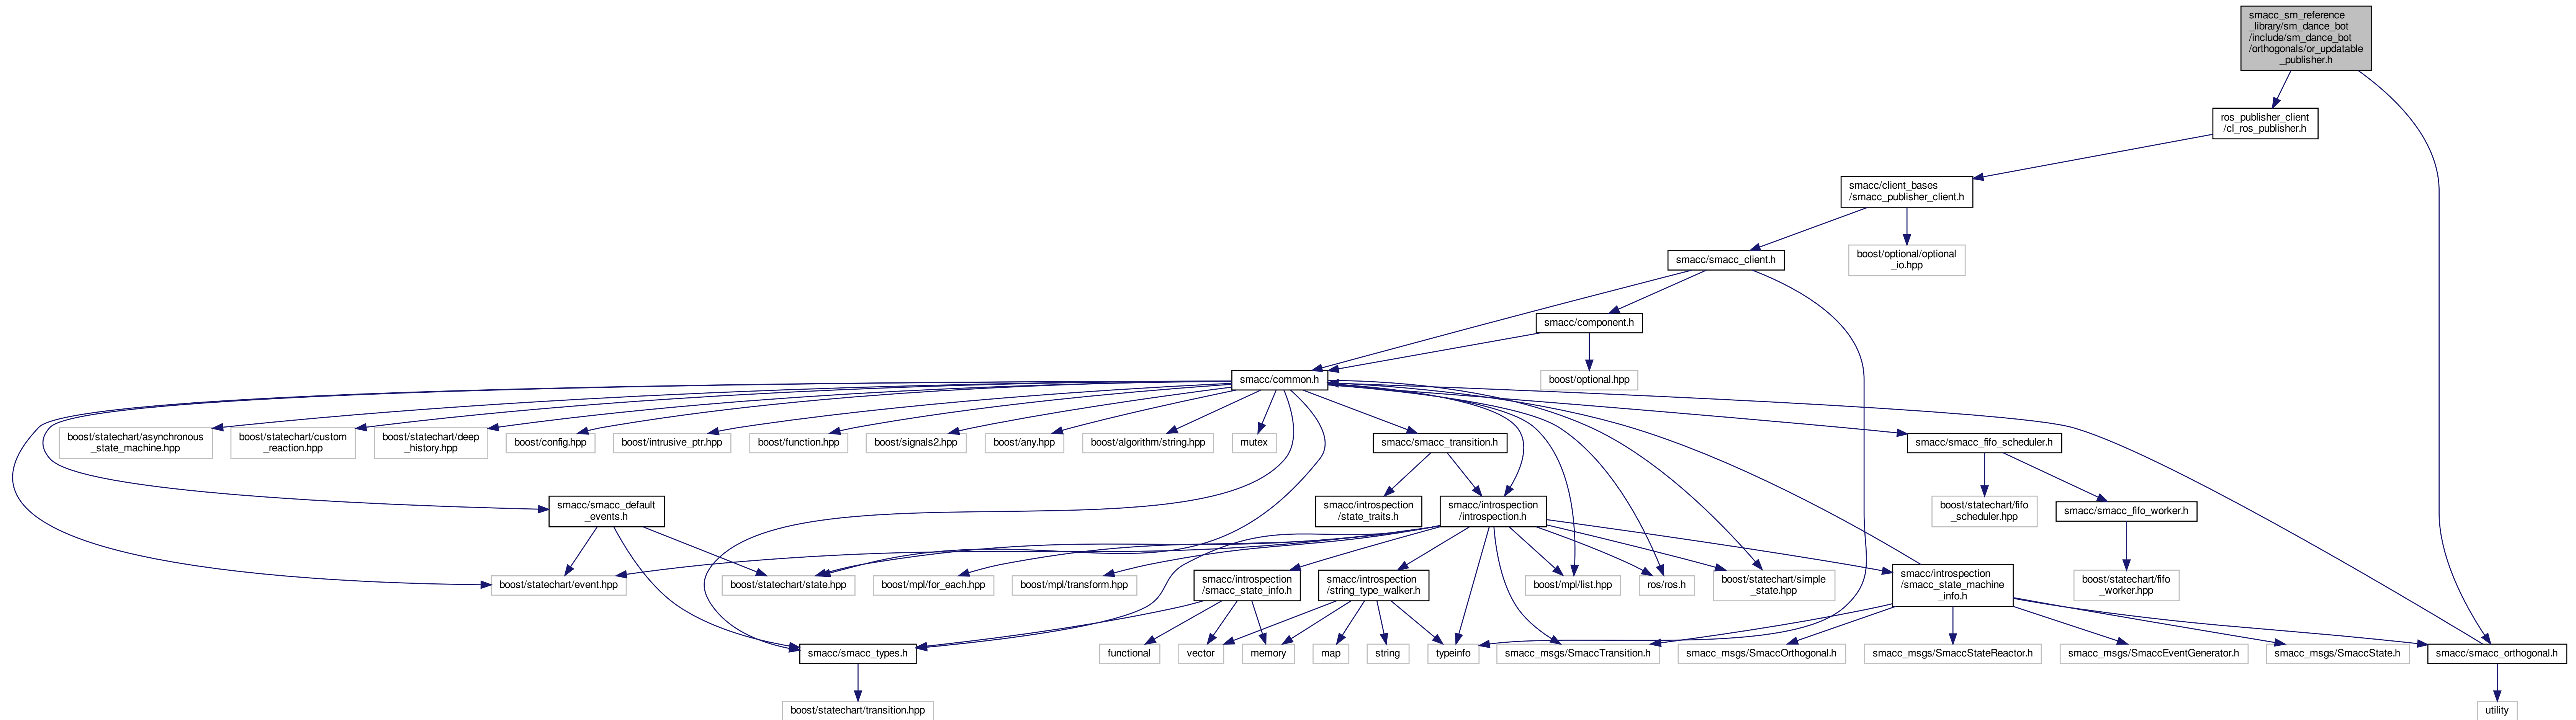 smacc_sm_reference
_library/sm_dance_bot
/include/sm_dance_bot
/orthogonals/or_updatable
_publisher.h
ros_publisher_client
/cl_ros_publisher.h
smacc/client_bases
/smacc_publisher_client.h
smacc/smacc_client.h
boost/optional/optional
_io.hpp
smacc/component.h
smacc/common.h
boost/optional.hpp
boost/statechart/asynchronous
_state_machine.hpp
boost/statechart/custom
_reaction.hpp
boost/statechart/deep
_history.hpp
boost/config.hpp
boost/intrusive_ptr.hpp
boost/function.hpp
boost/signals2.hpp
boost/any.hpp
boost/algorithm/string.hpp
mutex
smacc/smacc_transition.h
smacc/smacc_fifo_scheduler.h
smacc/smacc_default
_events.h
smacc/introspection
/state_traits.h
smacc/introspection
/introspection.h
boost/statechart/fifo
_scheduler.hpp
smacc/smacc_fifo_worker.h
boost/statechart/event.hpp
boost/statechart/state.hpp
boost/mpl/for_each.hpp
boost/mpl/transform.hpp
smacc/introspection
/smacc_state_info.h
smacc/introspection
/string_type_walker.h
boost/mpl/list.hpp
ros/ros.h
boost/statechart/simple
_state.hpp
smacc/introspection
/smacc_state_machine
_info.h
boost/statechart/fifo
_worker.hpp
smacc/smacc_types.h
functional
vector
memory
map
string
typeinfo
smacc_msgs/SmaccTransition.h
smacc_msgs/SmaccOrthogonal.h
smacc_msgs/SmaccStateReactor.h
smacc_msgs/SmaccEventGenerator.h
smacc_msgs/SmaccState.h
smacc/smacc_orthogonal.h
boost/statechart/transition.hpp
utility